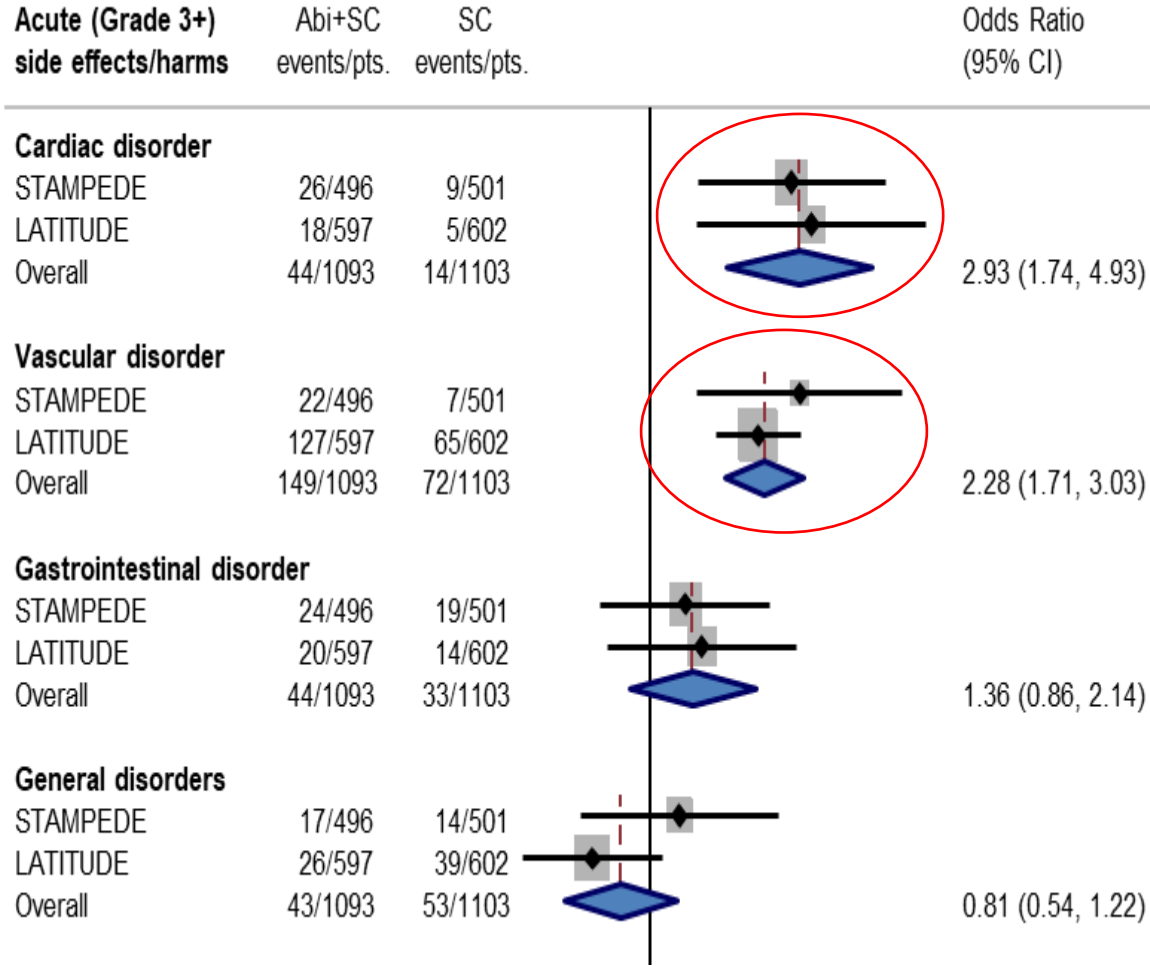 Acute (Grade 3+) Abi+SC SC Odds Ratio
side effects/harms events/pts. events/pts. (95% CI)
Cardiac disorder
STAMPEDE 26/496 9/501
LATITUDE 18/597 5/602
Overall 44/1093 14/1103 2.93 (1.74, 4.93)
Vascular disorder
STAMPEDE 22/496 7/501
LATITUDE 127/597 65/602
Overall 149/1093 72/1103 2.28 (1.71, 3.03)
Gastrointestinal disorder
STAMPEDE 24/496 19/501
LATITUDE 20/597 14/602
Overall 44/1093 33/1103 1.36 (0.86, 2.14)
General disorders
STAMPEDE 17/496 14/501
LATITUDE 26/597 39/602
Overall 43/1093 53/1103 0.81 (0.54, 1.22)